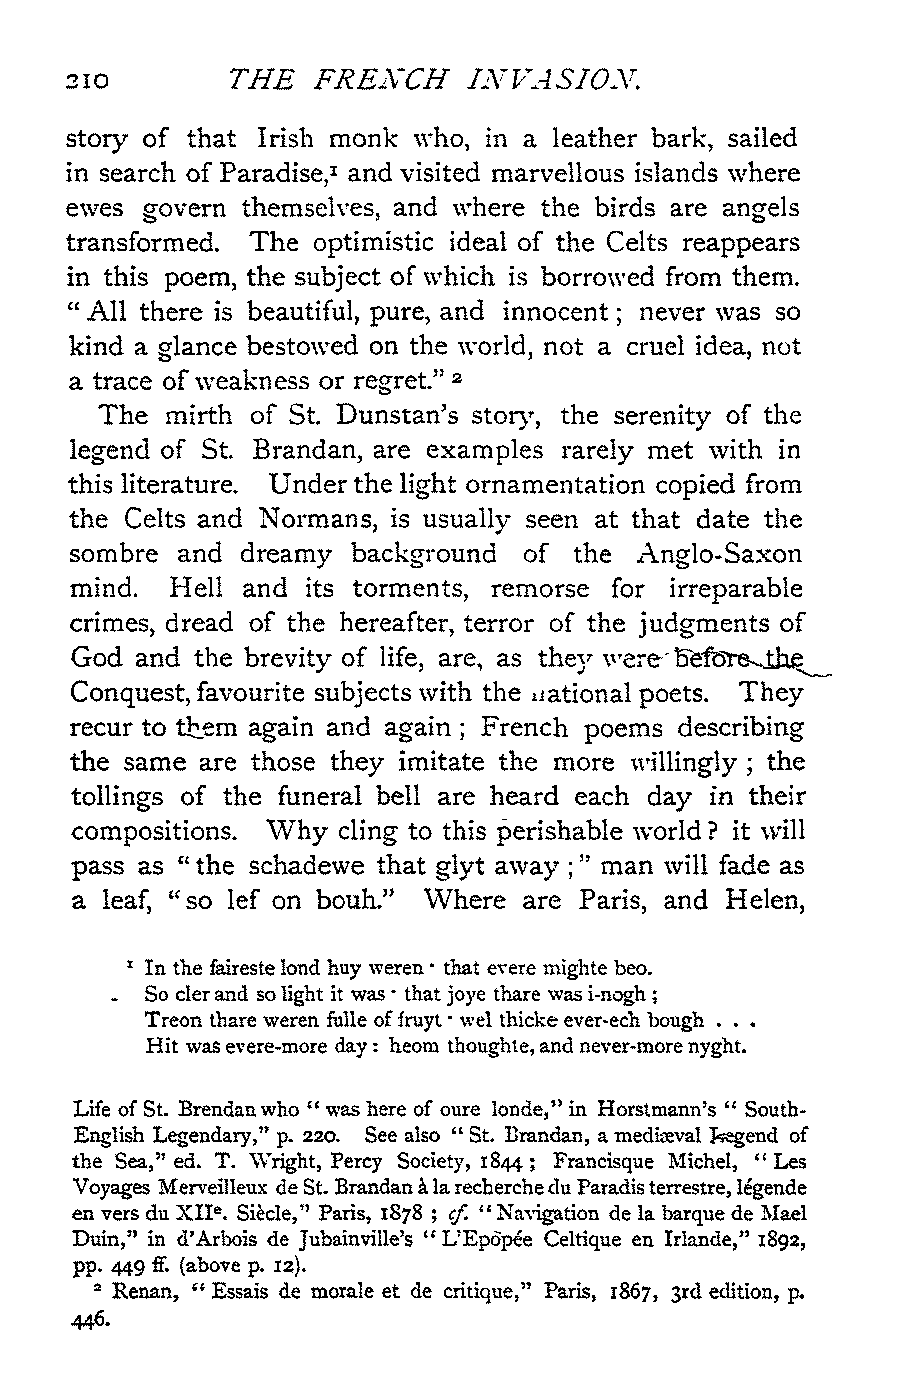 210 THE FRENCH INVASION.
story of that Irish monk who, in a leather bark, sailed
in search of Paradise,¹ and visited marvellous islands where
ewes govern themselves, and where the birds are angels
transformed. The optimistic ideal of the Celts reappears
in this poem, the subject of which is borrowed from them.
“ All there is beautiful, pure, and innocent ; never was so
kind a glance bestowed on the world, not a cruel idea, not
a trace of weakness or regret.” ²
The mirth of St. Dunstan’s story, the serenity of the
legend of St. Brandan, are examples rarely met with in
this literature. Under the light ornamentation copied from
the Celts and Normans, is usually seen at that date the
sombre and dreamy background of the Anglo-Saxon
mind. Hell and its torments, remorse for irreparable
crimes, dread of the hereafter, terror of the judgments of
God and the brevity of life, are, as they were before the
Conquest, favourite subjects with the national poets. They
recur to them again and again ; French poems describing
the same are those they imitate the more willingly ; the
tollings of the funeral bell are heard each day in their
compositions. Why cling to this perishable world ? it will
pass as “ the schadewe that glyt away ; ” man will fade as
a leaf, “ so lef on bouh.” Where are Paris, and Helen,
¹ In the faireste lond huy weren · that evere mighte beo.
So cler and so light it was · that joye thare was i-nogh ;
Treon thare weren fulle of fruyt · wel thicke ever-ech bough . . .
Hit was evere-more day : heom thoughte, and never-more nyght.
Life of St. Brendan who “ was here of oure londe,” in Horstmann’s “ South-
English Legendary,” p. 220. See also “ St. Brandan, a mediæval Legend of
the Sea,” ed. T. Wright, Percy Society, 1844 ; Francisque Michel, “ Les
Voyages Merveilleux de St. Brandan à la recherche du Paradis terrestre, légende
en vers du XIIe. Siècle,” Paris, 1878 ; cf. “ Navigation de la barque de Mael
Duin,” in d’Arbois de Jubainville’s “ L’Epopée Celtique en Irlande,” 1892,
pp. 449 ff. (above p. 12).
² Renan, “ Essais de morale et de critique,” Paris, 1867, 3rd edition, p.
446.